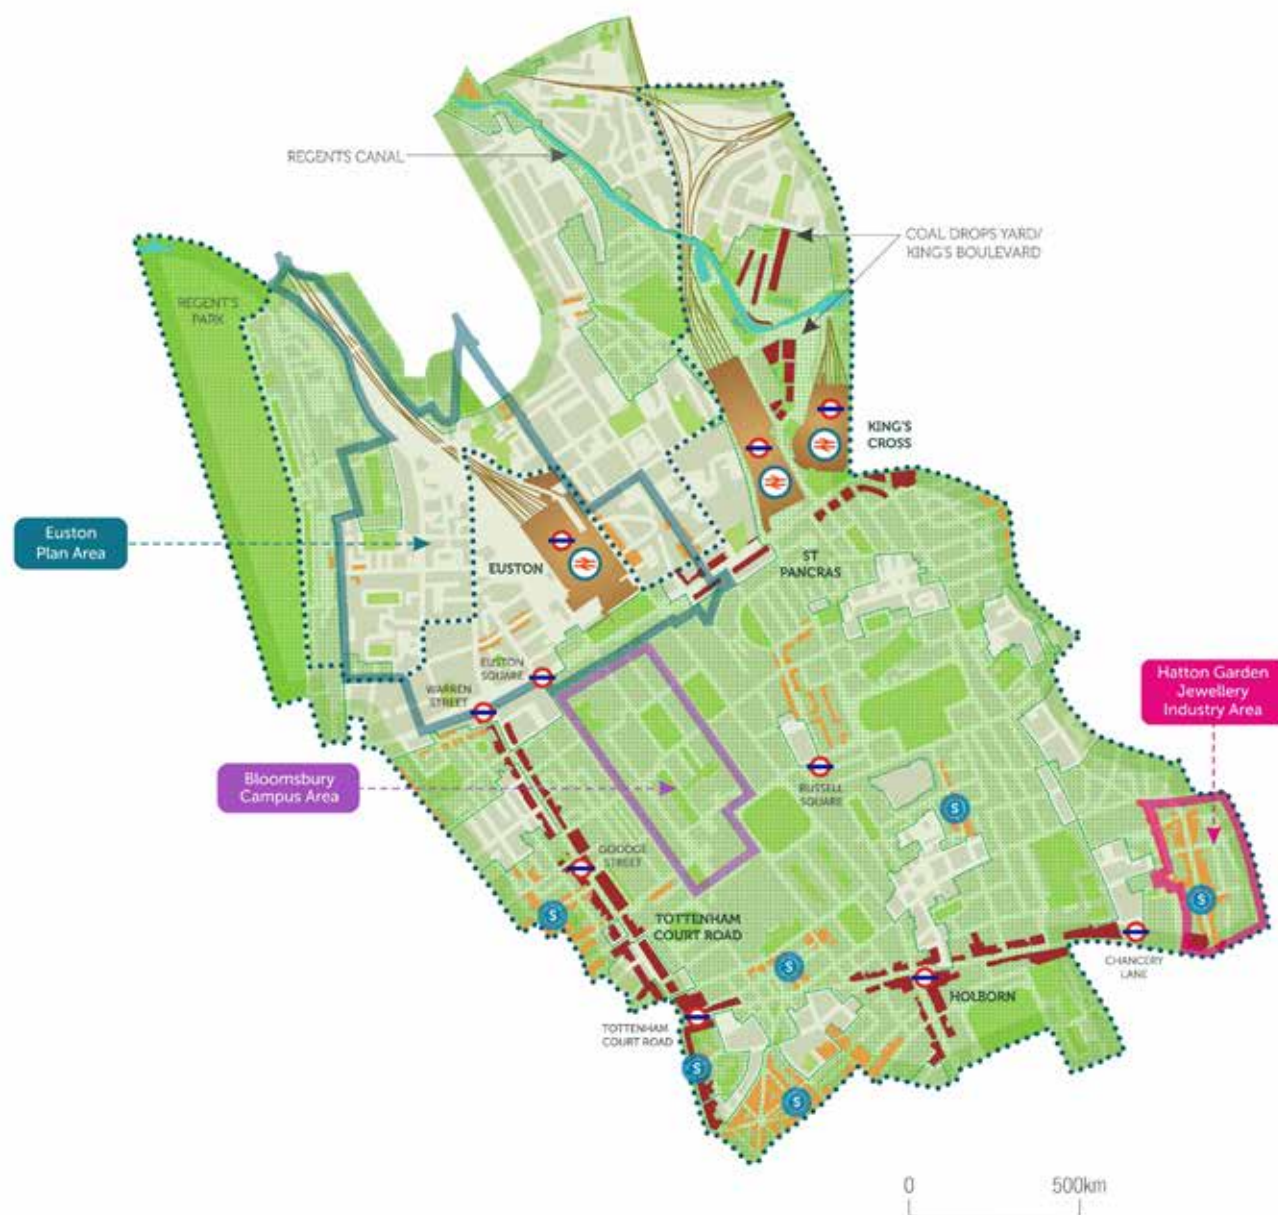 REGENTS CANAL
COAL DROPS YARD/
KING'S BOULEVARD
REGENT'S
PARK
KING'S
CROSS
Euston
Plan Area
EUSTON
ST
PANCRAS
EUSTON
SQUARE
WARREN
STREET
Hatton Garden
Jewellery
Industry Area
Bloomsbury
Campus Area
RUSSELL
SQUARE
S
GOODGE
STREET
S
S
TOTTENHAM
COURT ROAD
CHANCERY
LANE
S
HOLBORN
TOTTENHAM
COURT ROAD
S
S
0 500km